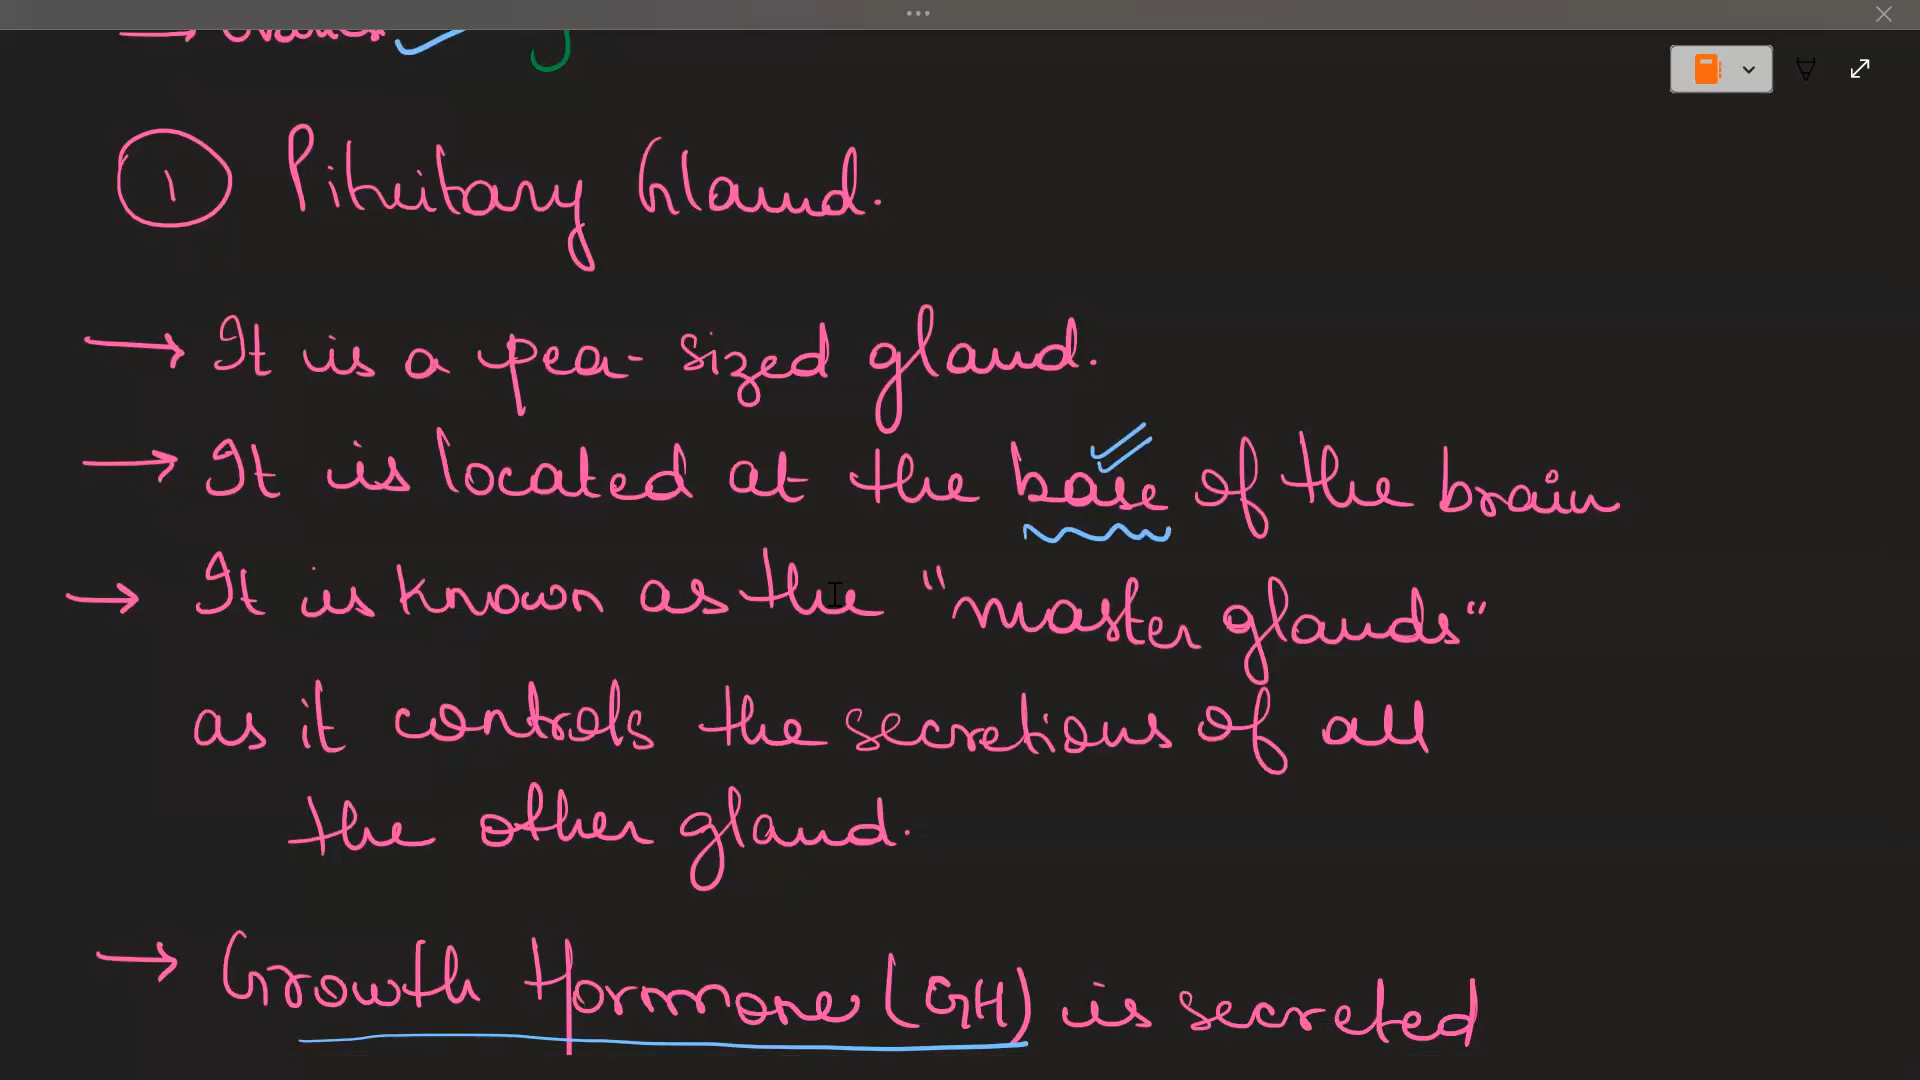 ① Pituitary Gland.
→ It is a pea-sized gland.
→ It is located at the base of the brain
→ It is known as the "master glands"
as it controls the secretions of all
the other gland.
→ Growth Hormone (GH) is secreted